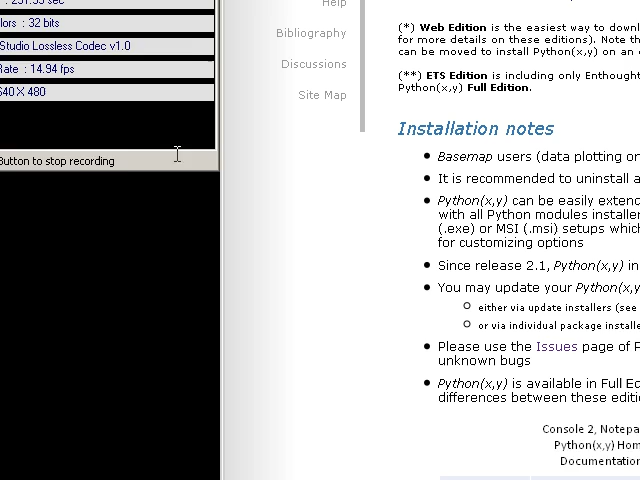 : 251.55 sec
lors : 32 bits
Studio Lossless Codec v1.0
Rate : 14.94 fps
640 X 480
Button to stop recording
Help
Bibliography
Discussions
Site Map
(*) Web Edition is the easiest way to downl
for more details on these editions). Note th
can be moved to install Python(x,y) on an
(**) ETS Edition is including only Enthought
Python(x,y) Full Edition.
Installation notes
Basemap users (data plotting or
It is recommended to uninstall a
Python(x,y) can be easily extend
with all Python modules installer
(.exe) or MSI (.msi) setups which
for customizing options
Since release 2.1, Python(x,y) in
You may update your Python(x,y
either via update installers (see
or via individual package installe
Please use the Issues page of P
unknown bugs
Python(x,y) is available in Full Ed
differences between these editi
Console 2, Notepa
Python(x,y) Hom
Documentation